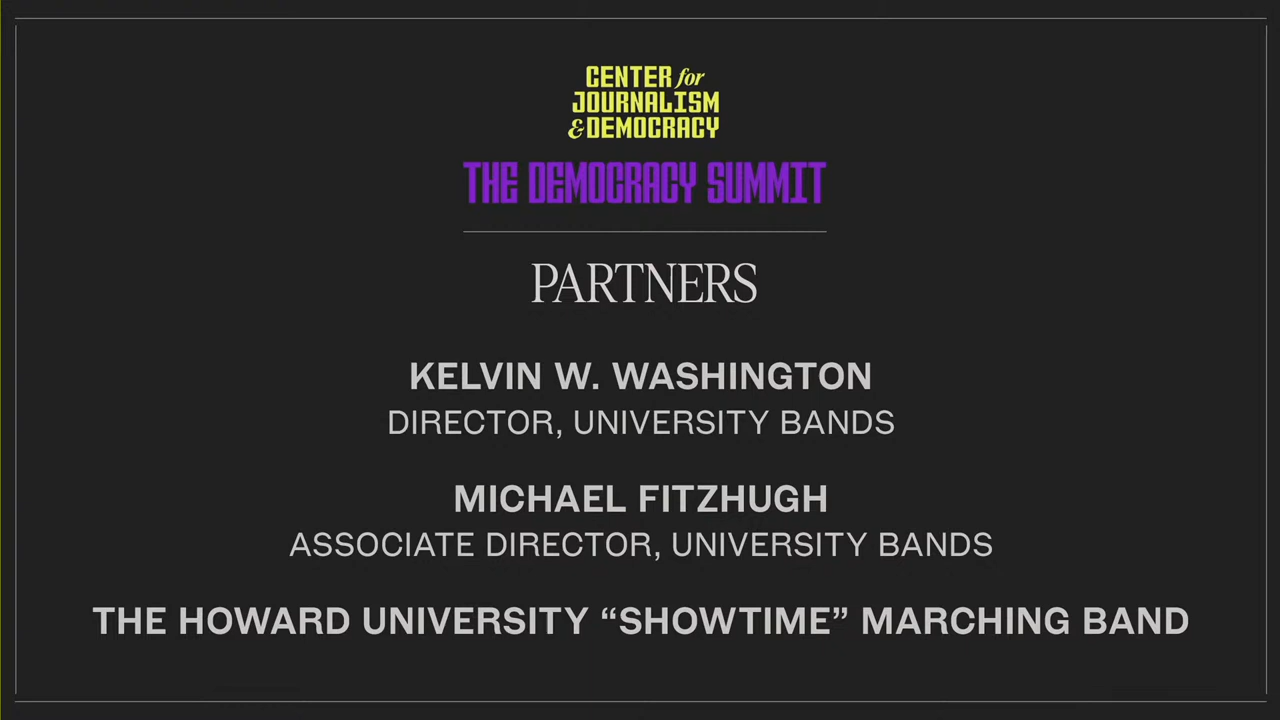 CENTER for
JOURNALISM
& DEMOCRACY
THE DEMOCRACY SUMMIT
PARTNERS
KELVIN W. WASHINGTON
DIRECTOR, UNIVERSITY BANDS
MICHAEL FITZHUGH
ASSOCIATE DIRECTOR, UNIVERSITY BANDS
THE HOWARD UNIVERSITY “SHOWTIME” MARCHING BAND